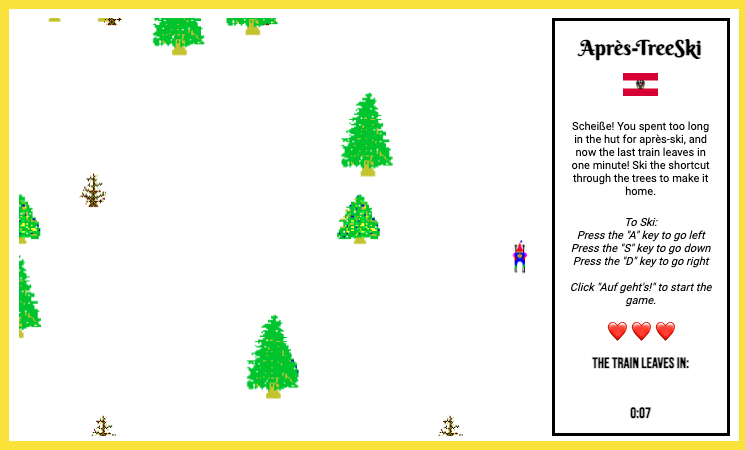 Après-TreeSki
Scheiße! You spent too long
in the hut for après-ski, and
now the last train leaves in
one minute! Ski the shortcut
through the trees to make it
home.
To Ski:
Press the "A" key to go left
Press the "S" key to go down
Press the "D" key to go right
Click "Auf geht's!" to start the
game.
THE TRAIN LEAVES IN:
0:07